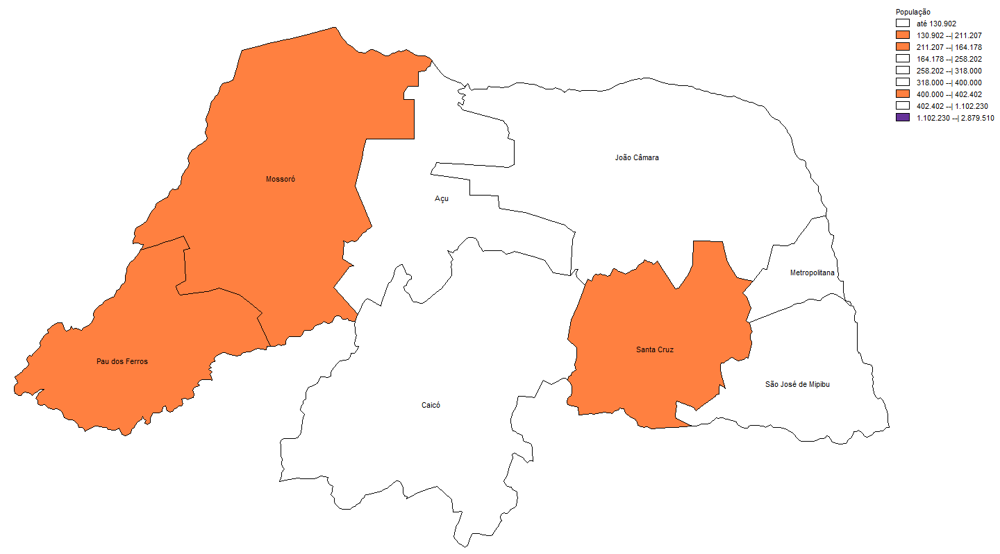 População
até 130.902
130.902 --| 211.207
211.207 --| 164.178
164.178 --| 258.202
258.202 --| 318.000
318.000 --| 400.000
400.000 --| 402.402
402.402 --| 1.102.230
1.102.230 --| 2.879.510
João Câmara
Mossoró
Açu
Metropolitana
Santa Cruz
Pau dos Ferros
São José de Mipibu
Caicó